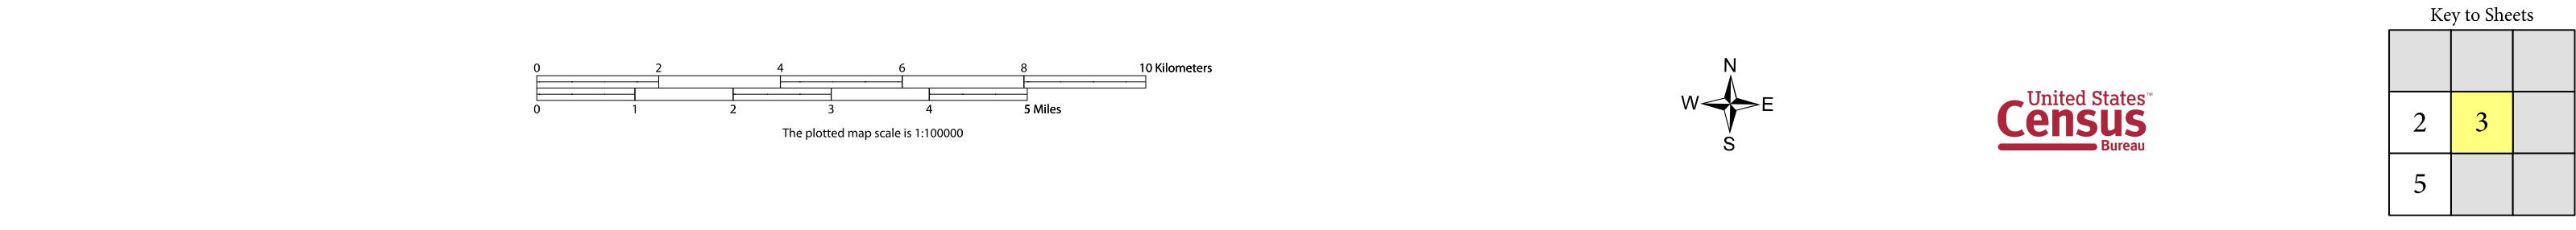 Key to Sheets
0 2 4 6 8 10 Kilometers
0 1 2 3 4 5 Miles
The plotted map scale is 1:100000
N
W E
S
United States™
Census
Bureau
2 3
5